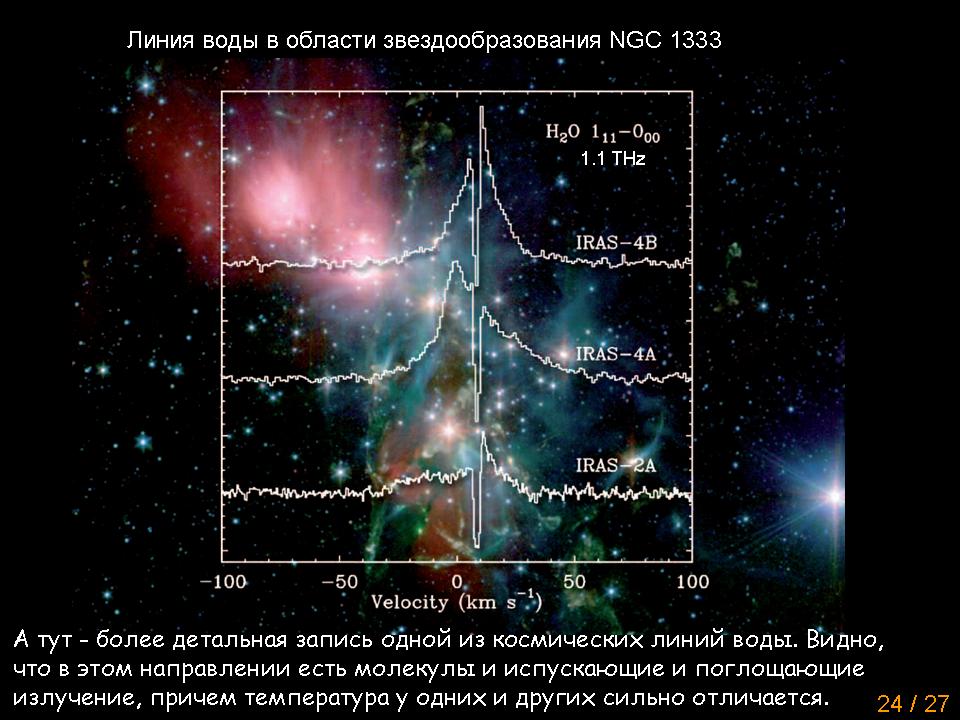 Линия воды в области звездообразования NGC 1333
H₂O 1₁₁–0₀₀
1.1 THz
IRAS–4B
IRAS–4A
IRAS–2A
−100 −50 0 50 100
Velocity (km s⁻¹)
А тут - более детальная запись одной из космических линий воды. Видно,
что в этом направлении есть молекулы и испускающие и поглощающие
излучение, причем температура у одних и других сильно отличается.
24 / 27